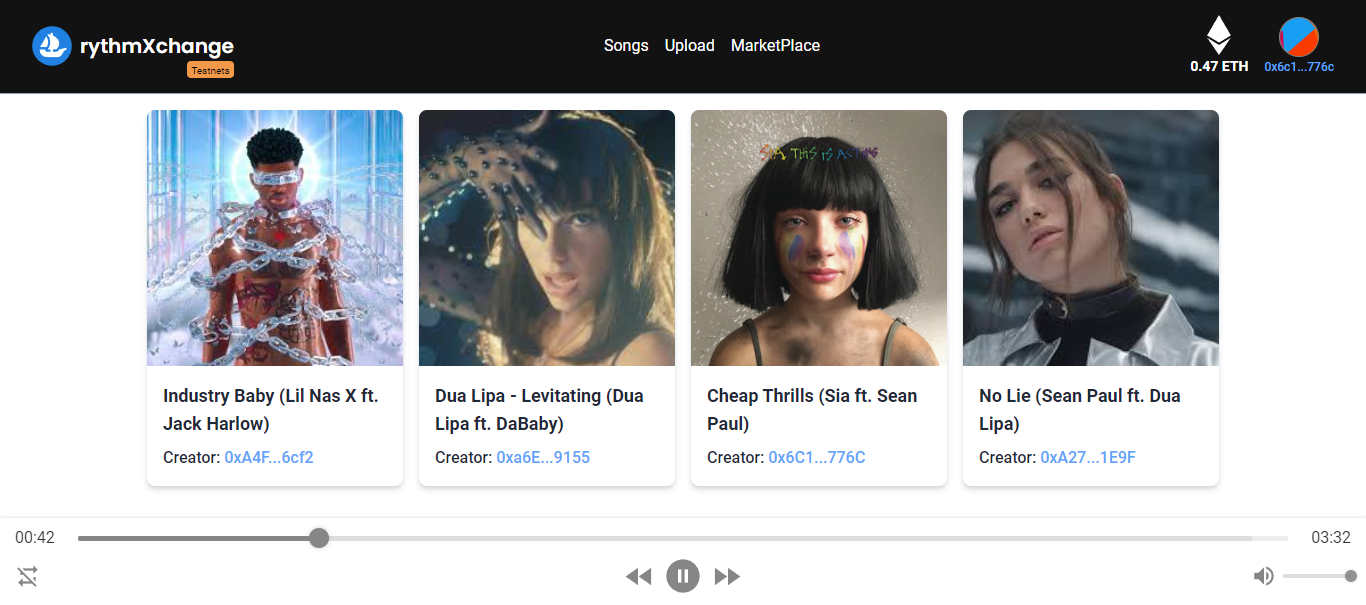 rythmXchange
Testnets
Songs Upload MarketPlace
0.47 ETH
0x6c1...776c
SIA THIS IS ACTING
Industry Baby (Lil Nas X ft.
Jack Harlow)
Creator: 0xA4F...6cf2
Dua Lipa - Levitating (Dua
Lipa ft. DaBaby)
Creator: 0xa6E...9155
Cheap Thrills (Sia ft. Sean
Paul)
Creator: 0x6C1...776C
No Lie (Sean Paul ft. Dua
Lipa)
Creator: 0xA27...1E9F
00:42
03:32